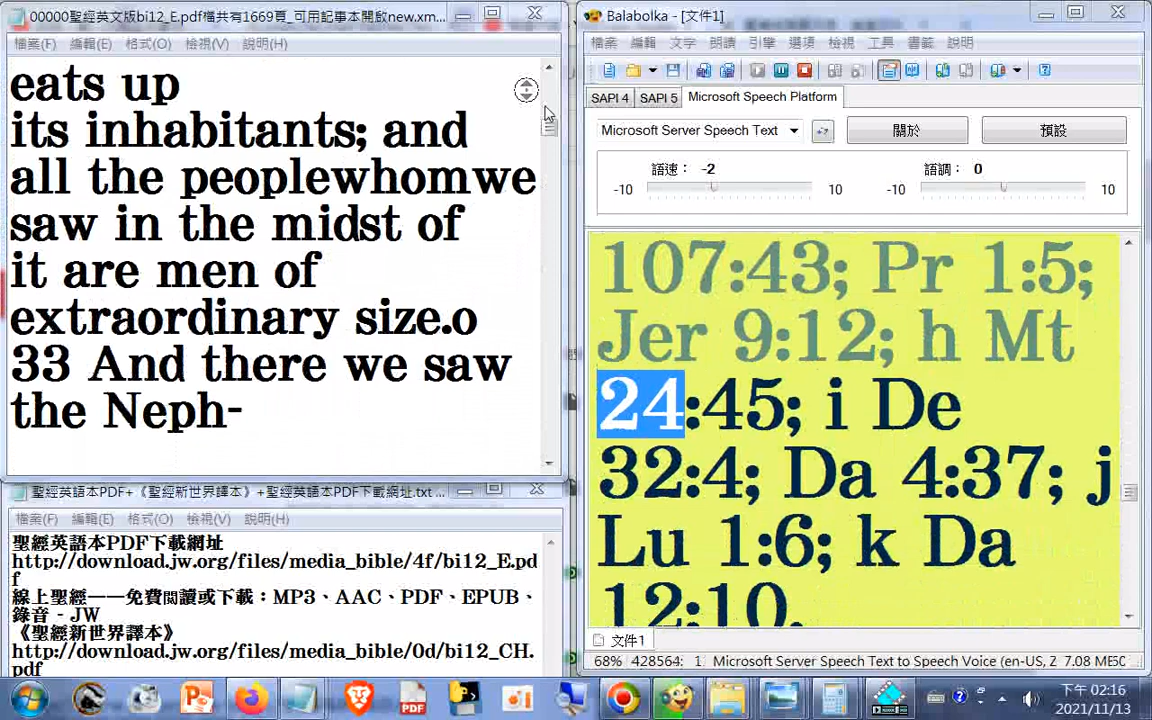 00000聖經英文版bi12_E.pdf檔共有1669頁_可用記事本開啟new.xm...
檔案(F) 編輯(E) 格式(O) 檢視(V) 說明(H)
eats up
its inhabitants; and
all the peoplewhomwe
saw in the midst of
it are men of
extraordinary size.o
33 And there we saw
the Neph-
聖經英語本PDF+《聖經新世界譯本》+聖經英語本PDF下載網址.txt ...
檔案(F) 編輯(E) 格式(O) 檢視(V) 說明(H)
聖經英語本PDF下載網址
http://download.jw.org/files/media_bible/4f/bi12_E.pd
f
線上聖經——免費閱讀或下載：MP3、AAC、PDF、EPUB、
錄音 - JW
《聖經新世界譯本》
http://download.jw.org/files/media_bible/0d/bi12_CH.
pdf
Balabolka - [文件1]
檔案 編輯 文字 朗讀 引擎 選項 檢視 工具 書籤 說明
SAPI 4 SAPI 5 Microsoft Speech Platform
Microsoft Server Speech Text 關於 預設
語速： -2 語調： 0
-10 10 -10 10
107:43; Pr 1:5;
Jer 9:12; h Mt
24:45; i De
32:4; Da 4:37; j
Lu 1:6; k Da
12:10.
文件1
68% 428564: 1 Microsoft Server Speech Text to Speech Voice (en-US, Z 7.08 ME50
下午 02:16
2021/11/13